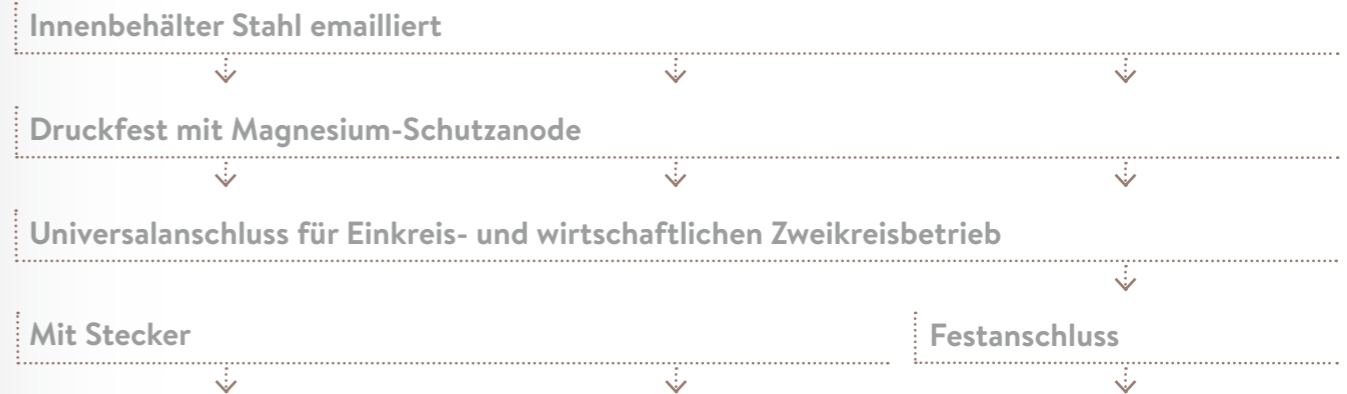 Innenbehälter Stahl emailliert
Druckfest mit Magnesium-Schutzanode
Universalanschluss für Einkreis- und wirtschaftlichen Zweikreisbetrieb
Mit Stecker
Festanschluss